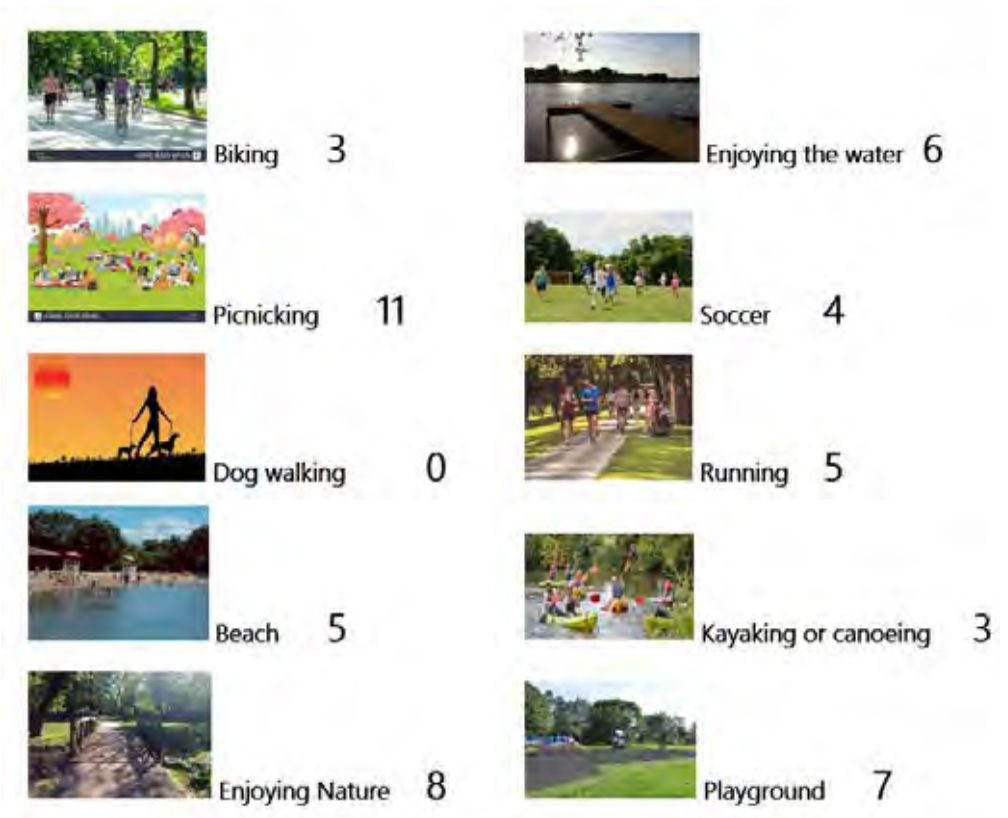 Biking 3
Picnicking 11
Dog walking 0
Beach 5
Enjoying Nature 8
Enjoying the water 6
Soccer 4
Running 5
Kayaking or canoeing 3
Playground 7